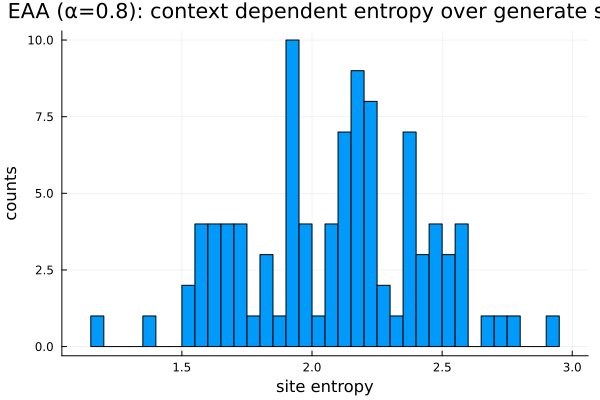 EAA (α=0.8): context dependent entropy over generate s
10.0
7.5
5.0
2.5
0.0
counts
1.5 2.0 2.5 3.0
site entropy